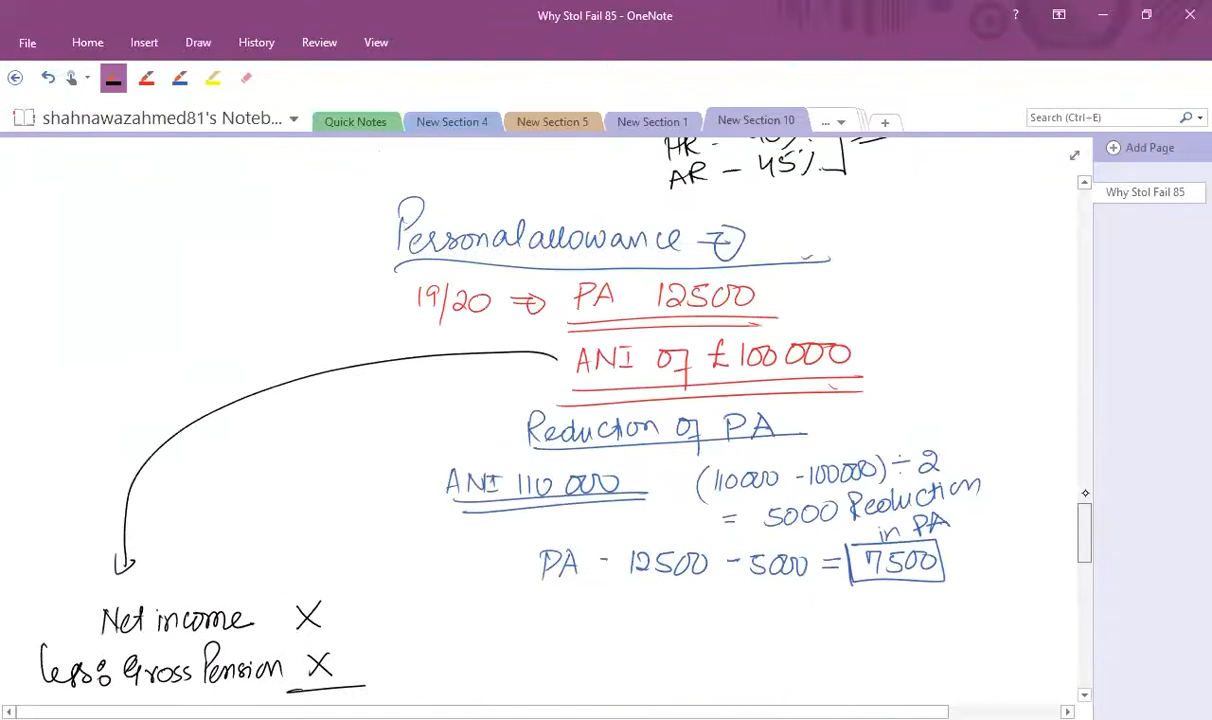 Why Stol Fail 85 - OneNote
?
File Home Insert Draw History Review View
shahnawazahmed81's Noteb...
Quick Notes
New Section 4
New Section 5
New Section 1
New Section 10
...
Search (Ctrl+E)
Add Page
Why Stol Fail 85
AR - 45%
Personal allowance ⇒
19/20 ⇒ PA 12500
ANI of £100000
Reduction of PA
ANI 110 000 (110000 - 100000) ÷ 2
= 5000 Reduction
in PA
PA - 12500 - 5000 = 7500
Net income X
less: Gross Pension X